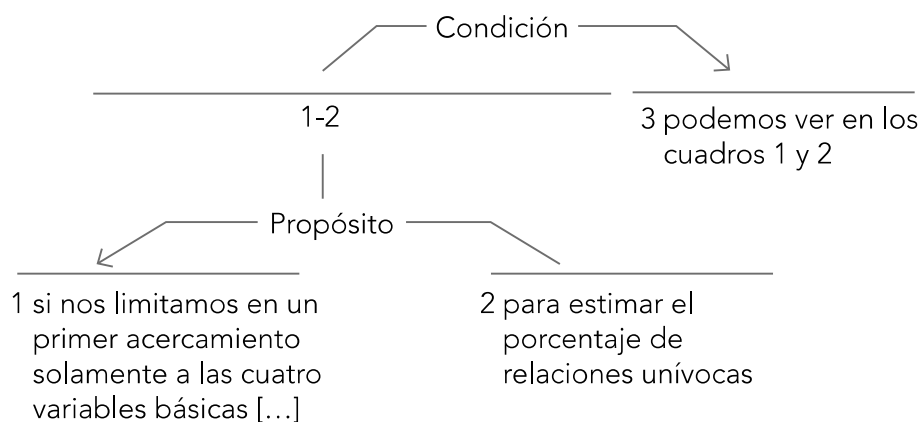 Condición
1-2
3 podemos ver en los
cuadros 1 y 2
Propósito
1 si nos limitamos en un
primer acercamiento
solamente a las cuatro
variables básicas [...]
2 para estimar el
porcentaje de
relaciones unívocas